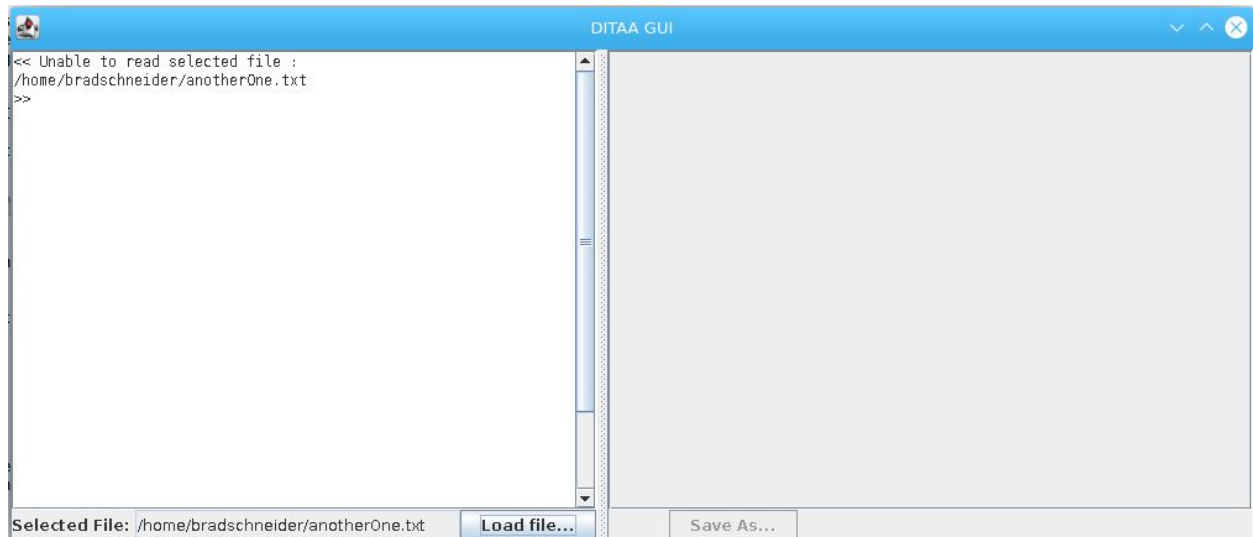 DITAA GUI
<< Unable to read selected file :
/home/bradschneider/anotherOne.txt
>>
Selected File: /home/bradschneider/anotherOne.txt Load file... Save As...